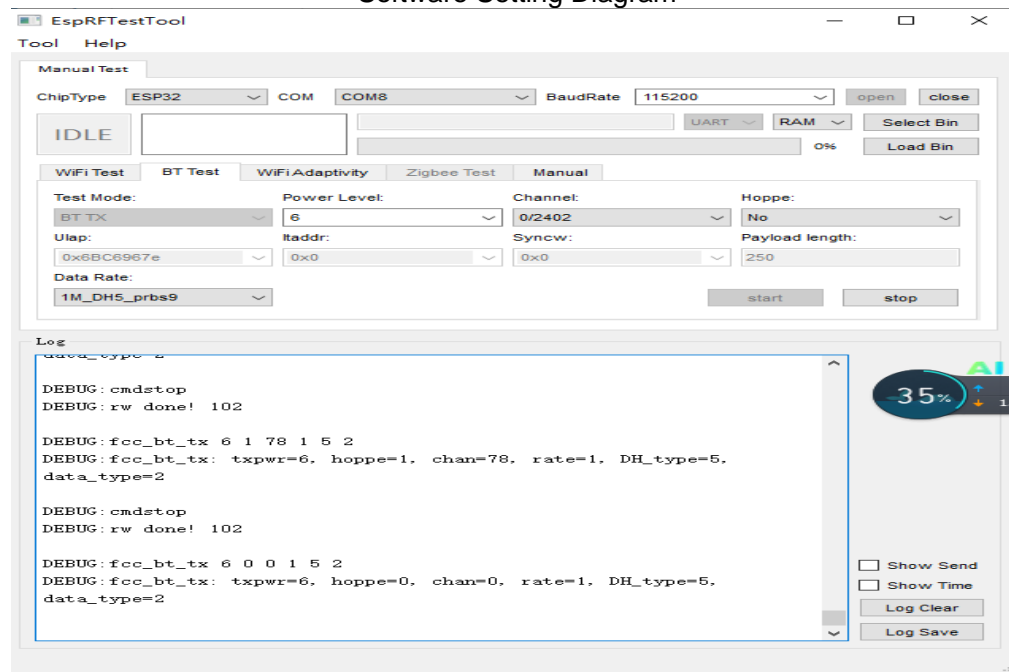 Software Setting Diagram
EspRFTestTool
Tool Help
Manual Test
ChipType ESP32 COM COM8 BaudRate 115200 open close
IDLE UART RAM Select Bin
0% Load Bin
WiFi Test BT Test WiFi Adaptivity Zigbee Test Manual
Test Mode: Power Level: Channel: Hoppe:
BT TX 6 0/2402 No
Ulap: ltaddr: Syncw: Payload length:
0x6BC6967e 0x0 0x0 250
Data Rate:
1M_DH5_prbs9 start stop
Log
data_type=2
DEBUG:cmdstop
DEBUG:rw done! 102
DEBUG:fcc_bt_tx 6 1 78 1 5 2
DEBUG:fcc_bt_tx: txpwr=6, hoppe=1, chan=78, rate=1, DH_type=5,
data_type=2
DEBUG:cmdstop
DEBUG:rw done! 102
DEBUG:fcc_bt_tx 6 0 0 1 5 2
DEBUG:fcc_bt_tx: txpwr=6, hoppe=0, chan=0, rate=1, DH_type=5,
data_type=2
AI
35%
1
Show Send
Show Time
Log Clear
Log Save